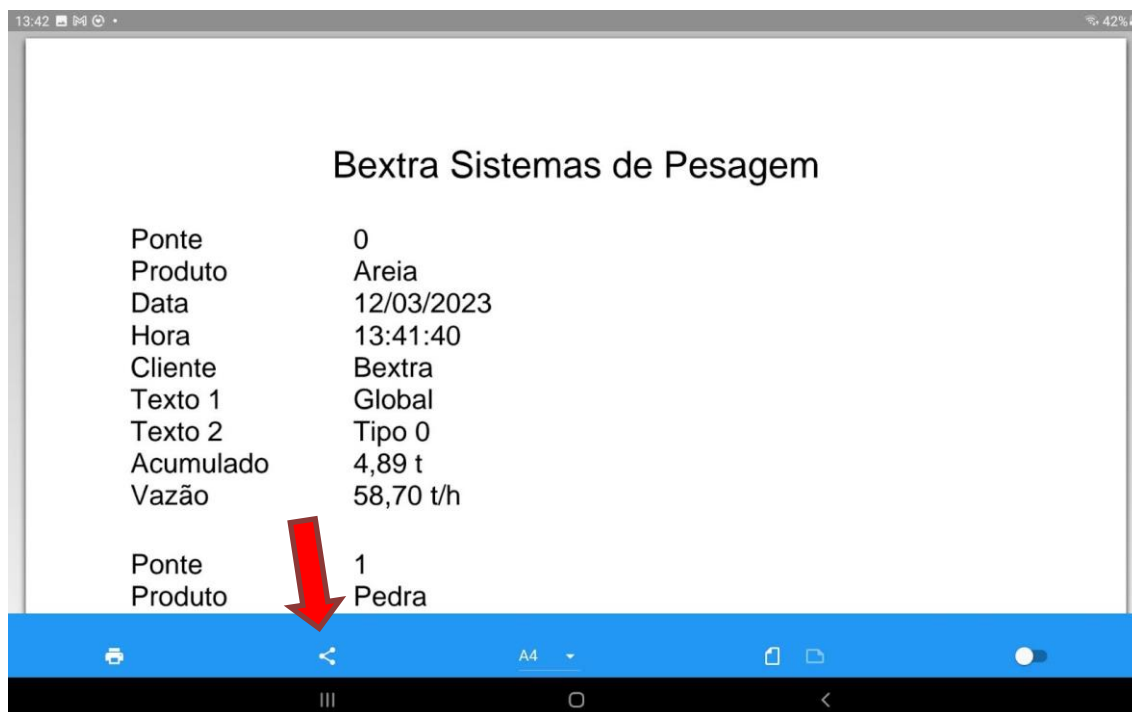 13:42
42%
Bextra Sistemas de Pesagem
Ponte 0
Produto Areia
Data 12/03/2023
Hora 13:41:40
Cliente Bextra
Texto 1 Global
Texto 2 Tipo 0
Acumulado 4,89 t
Vazão 58,70 t/h
Ponte 1
Produto Pedra
A4